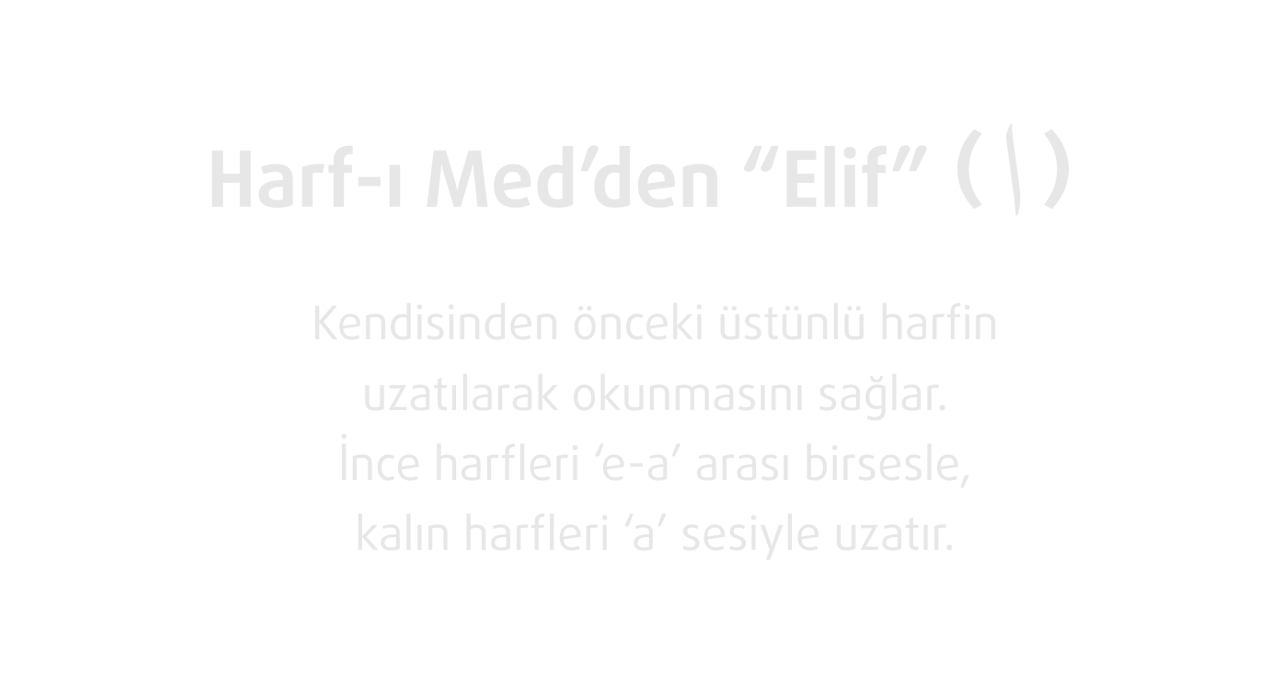 Harf-ı Med’den “Elif” ( ا )
Kendisinden önceki üstünlü harfin
uzatılarak okunmasını sağlar.
İnce harfleri ‘e-a’ arası birsesle,
kalın harfleri ‘a’ sesiyle uzatır.